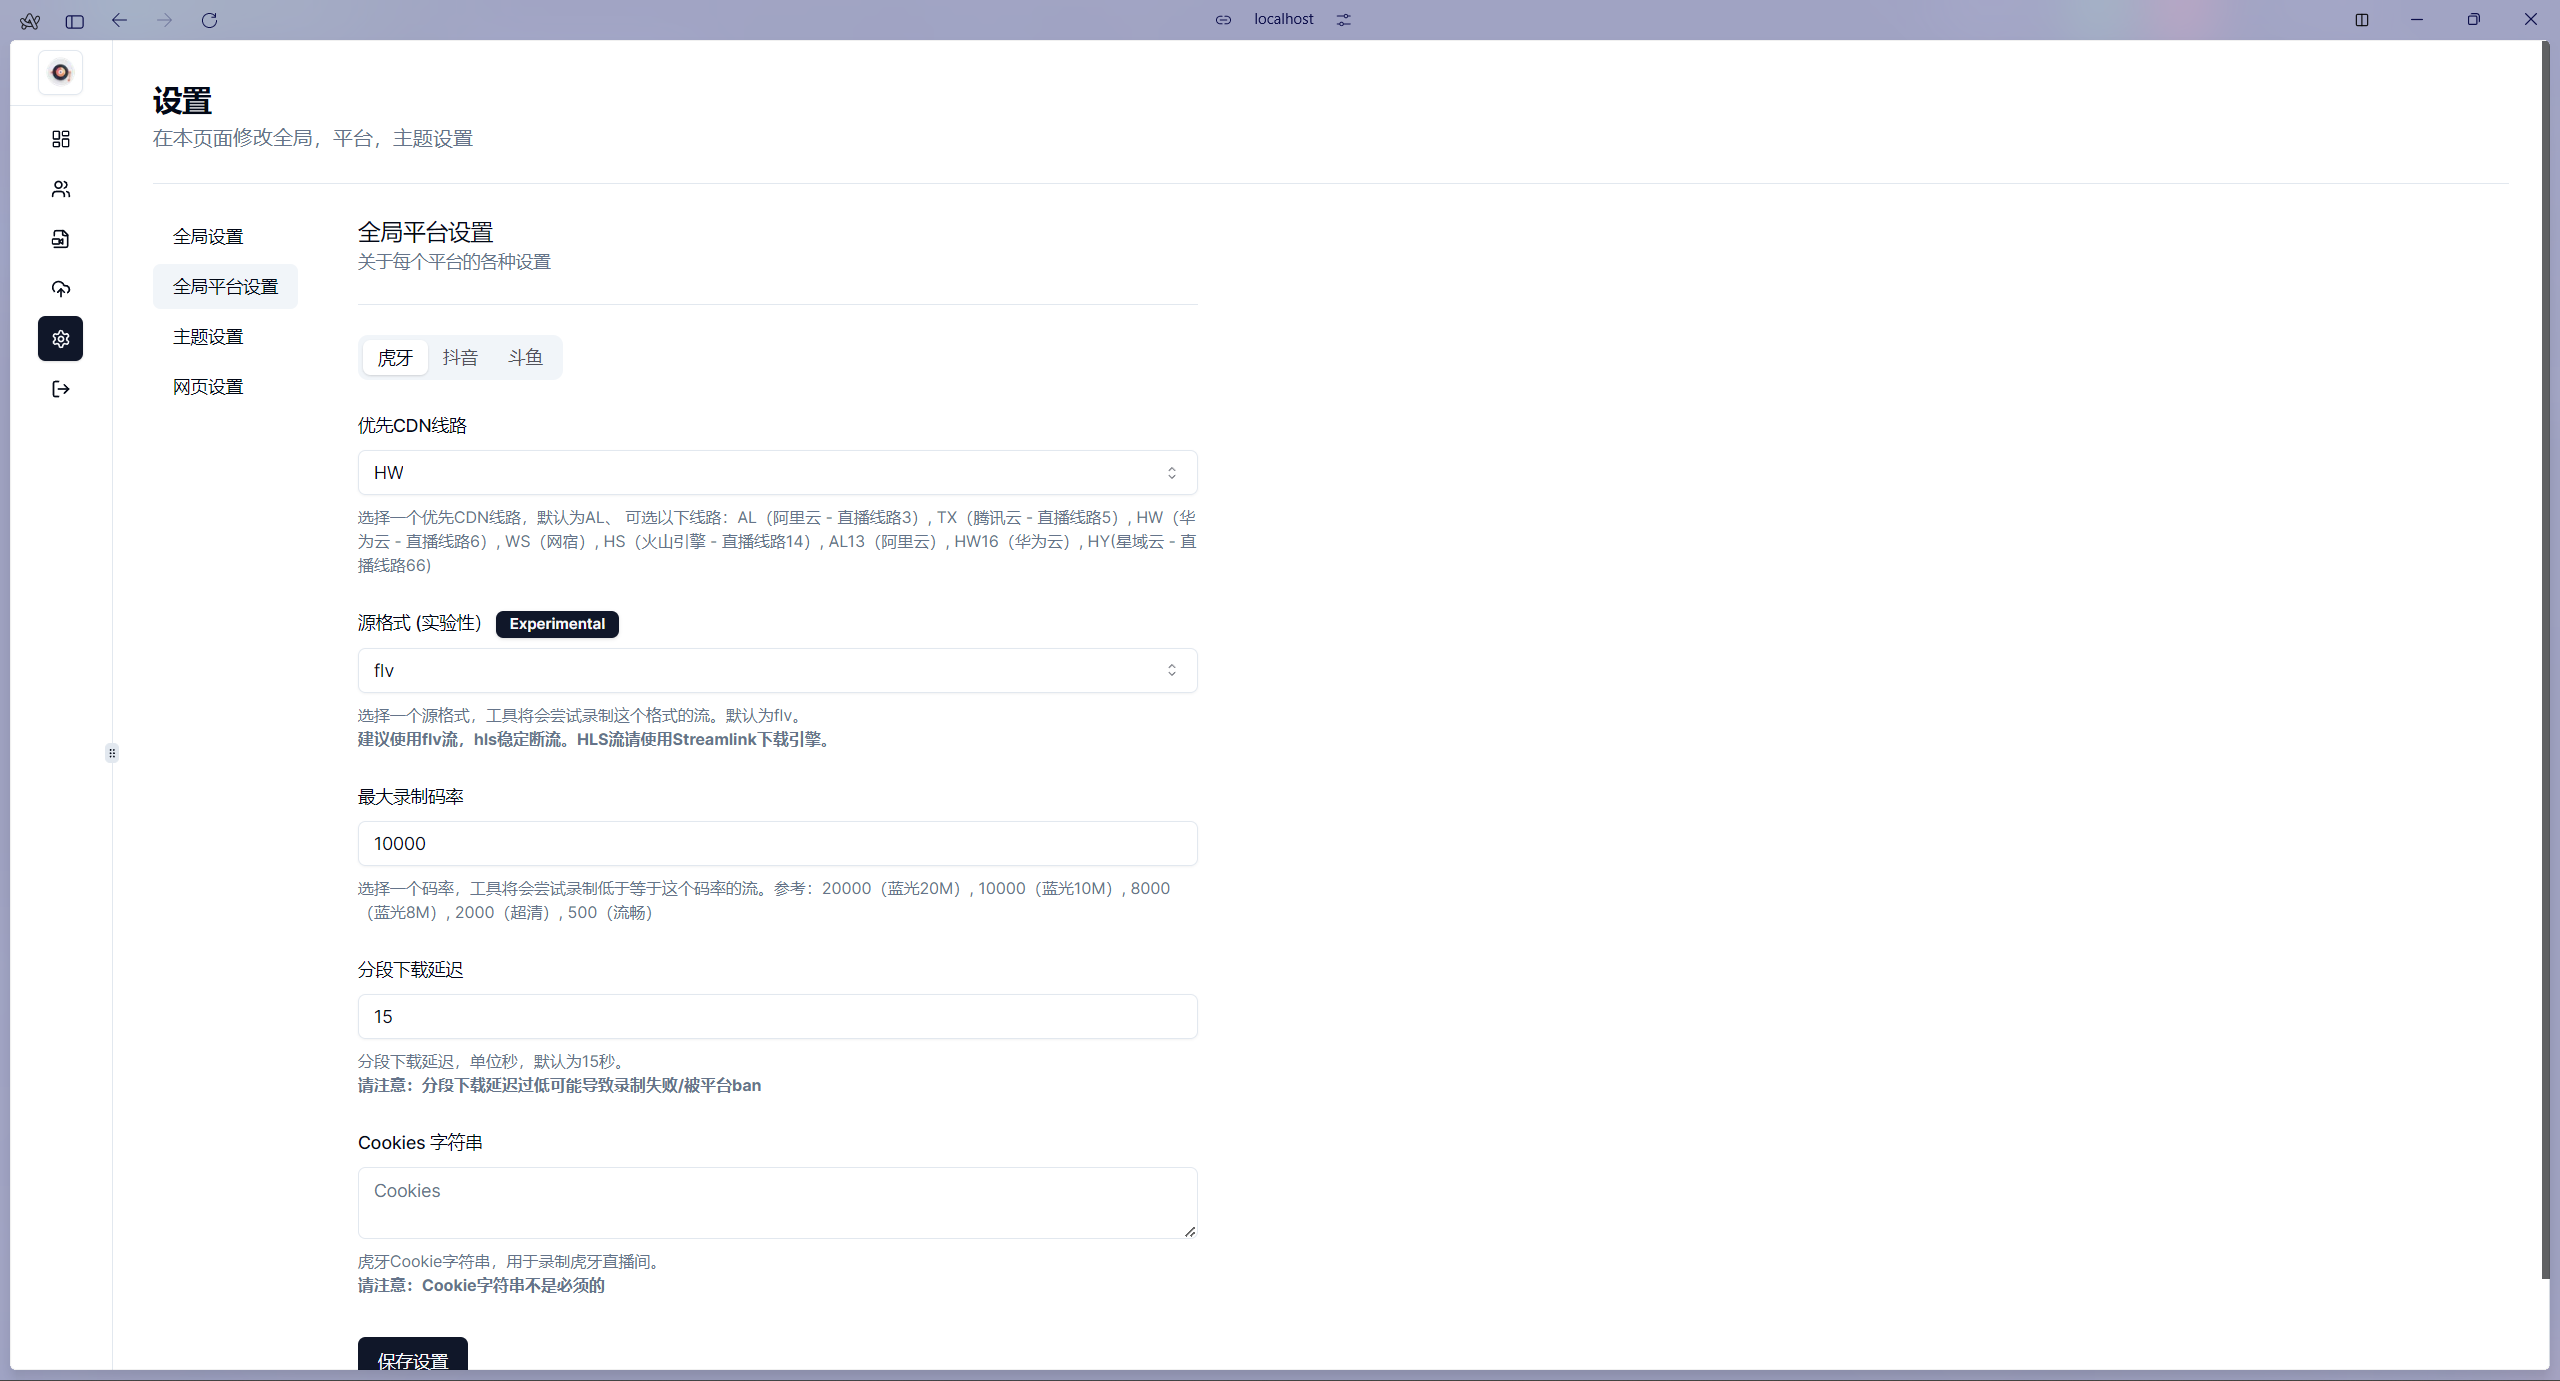 localhost
设置
在本页面修改全局，平台，主题设置
全局设置
全局平台设置
主题设置
网页设置
全局平台设置
关于每个平台的各种设置
虎牙 抖音 斗鱼
优先CDN线路
HW
选择一个优先CDN线路，默认为AL、 可选以下线路：AL（阿里云 - 直播线路3）, TX（腾讯云 - 直播线路5）, HW（华
为云 - 直播线路6）, WS（网宿）, HS（火山引擎 - 直播线路14）, AL13（阿里云）, HW16（华为云）, HY(星域云 - 直
播线路66)
源格式 (实验性） Experimental
flv
选择一个源格式，工具将会尝试录制这个格式的流。默认为flv。
建议使用flv流，hls稳定断流。HLS流请使用Streamlink下载引擎。
最大录制码率
10000
选择一个码率，工具将会尝试录制低于等于这个码率的流。参考：20000（蓝光20M）, 10000（蓝光10M）, 8000
（蓝光8M）, 2000（超清）, 500（流畅）
分段下载延迟
15
分段下载延迟，单位秒，默认为15秒。
请注意：分段下载延迟过低可能导致录制失败/被平台ban
Cookies 字符串
Cookies
虎牙Cookie字符串，用于录制虎牙直播间。
请注意：Cookie字符串不是必须的
保存设置